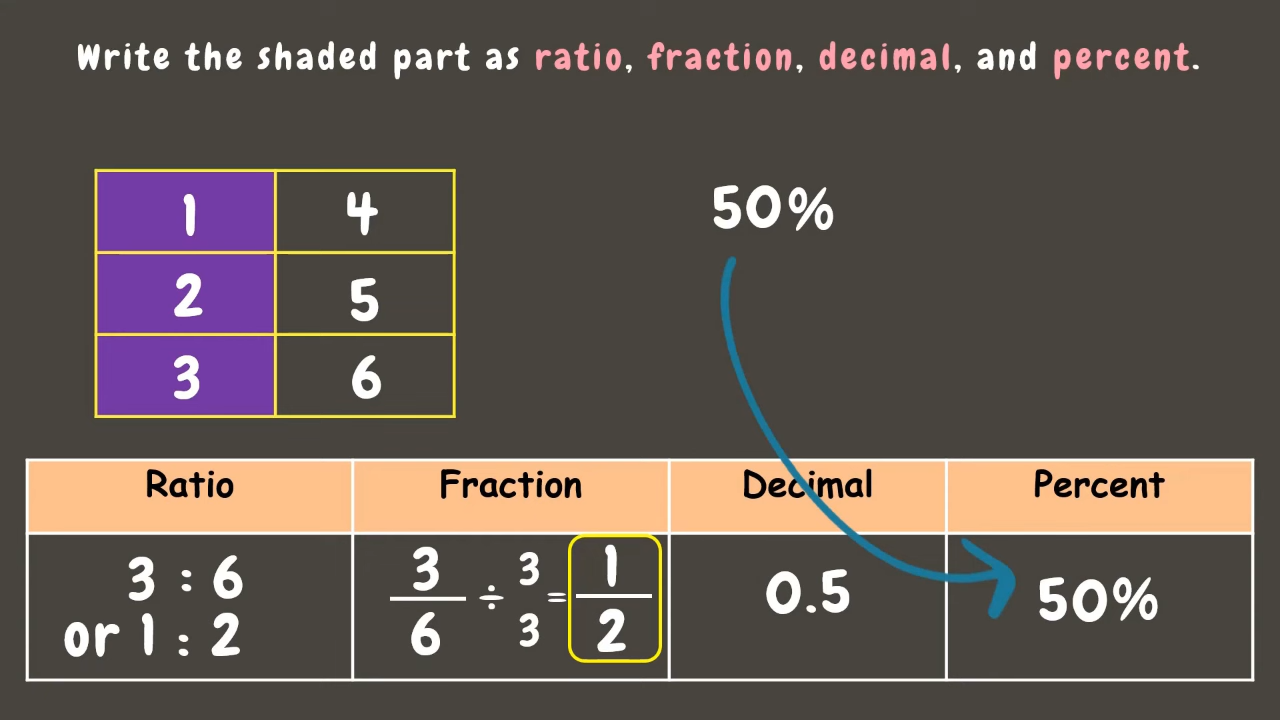 Write the shaded part as ratio, fraction, decimal, and percent.
1 4
2 5
3 6
50%
Ratio Fraction Decimal Percent
3 : 6
or 1 : 2
3/6 ÷ 3/3 = 1/2
0.5
50%